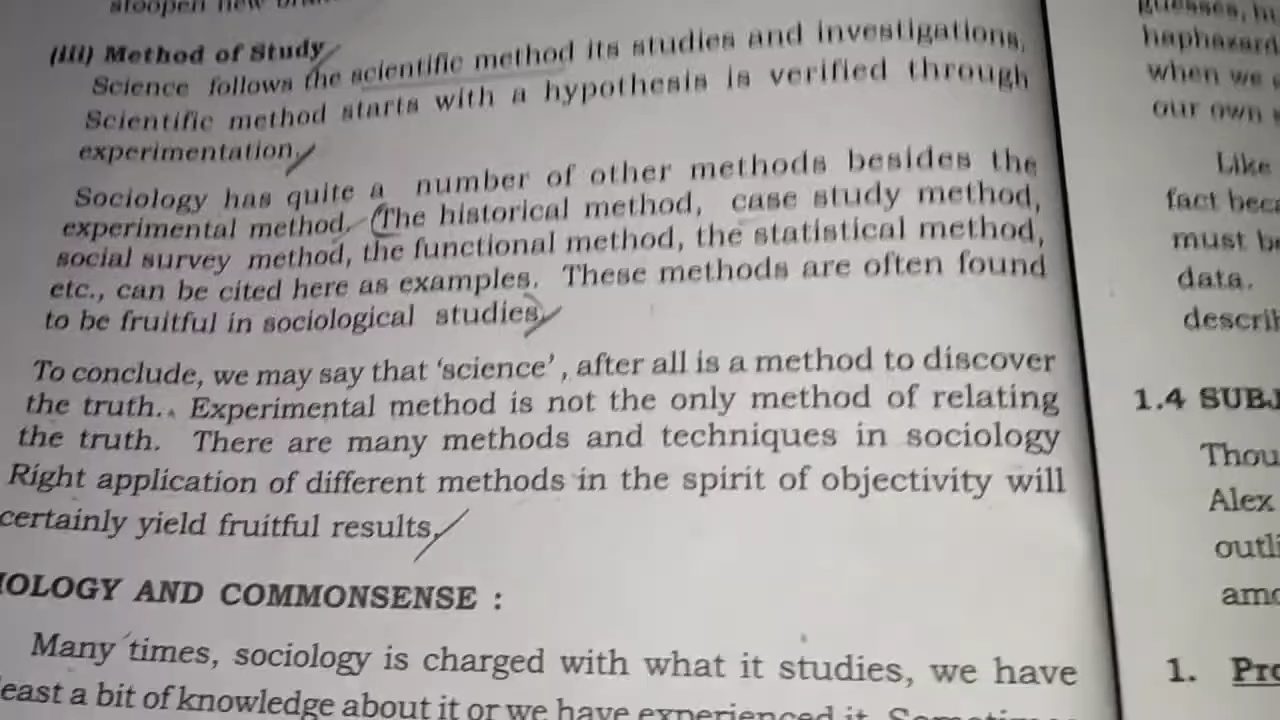 (iii) Method of Study
Science follows the scientific method its studies and investigations.
Scientific method starts with a hypothesis is verified through
experimentation.
Sociology has quite a number of other methods besides the
experimental method. (The historical method, case study method,
social survey method, the functional method, the statistical method,
etc., can be cited here as examples. These methods are often found
to be fruitful in sociological studies)
To conclude, we may say that ‘science’, after all is a method to discover
the truth. Experimental method is not the only method of relating
the truth. There are many methods and techniques in sociology
Right application of different methods in the spirit of objectivity will
certainly yield fruitful results.
IOLOGY AND COMMONSENSE :
Many times, sociology is charged with what it studies, we have
east a bit of knowledge about it or we have experienced it.
haphazard
when we
our own
Like
fact bec
must b
data.
describ
1.4 SUBJ
Thou
Alex
outli
amo
1. Pro